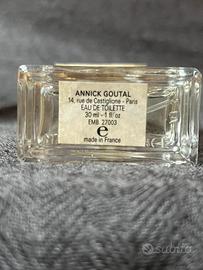 ANNICK GOUTAL
14, rue de Castiglione - Paris
EAU DE TOILETTE
30 ml - 1 fl oz
EMB. 27003
e
made in France
subito